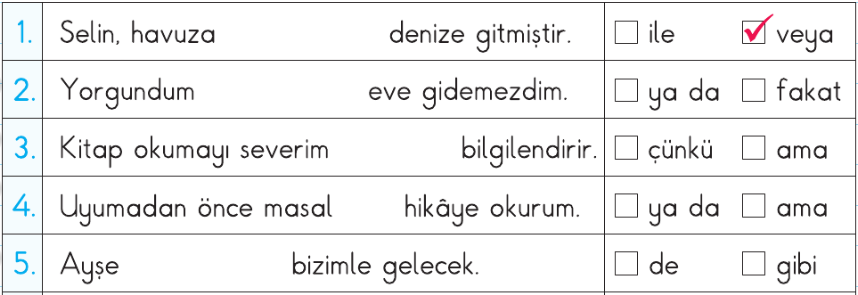 1. Selin, havuza denize gitmiştir. ☐ ile ☑ veya
2. Yorgundum eve gidemezdim. ☐ ya da ☐ fakat
3. Kitap okumayı severim bilgilendirir. ☐ çünkü ☐ ama
4. Uyumadan önce masal hikâye okurum. ☐ ya da ☐ ama
5. Ayşe bizimle gelecek. ☐ de ☐ gibi